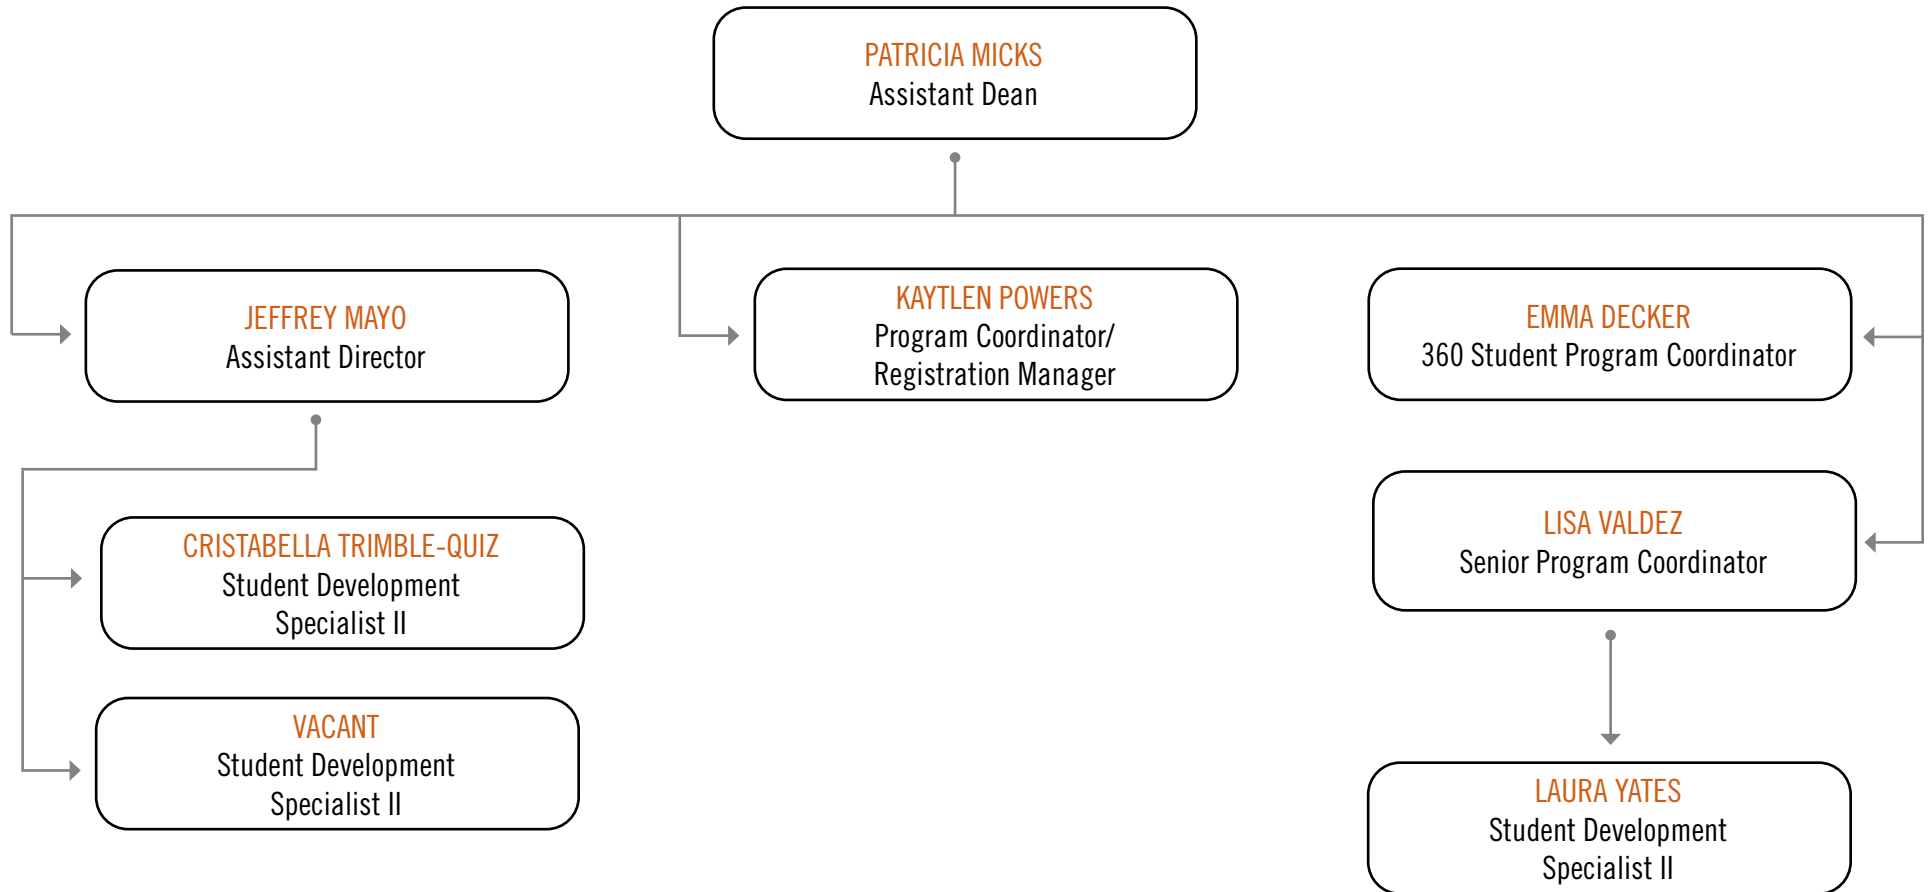 PATRICIA MICKS
Assistant Dean
JEFFREY MAYO
Assistant Director
KAYTLEN POWERS
Program Coordinator/
Registration Manager
EMMA DECKER
360 Student Program Coordinator
CRISTABELLA TRIMBLE-QUIZ
Student Development
Specialist II
LISA VALDEZ
Senior Program Coordinator
VACANT
Student Development
Specialist II
LAURA YATES
Student Development
Specialist II